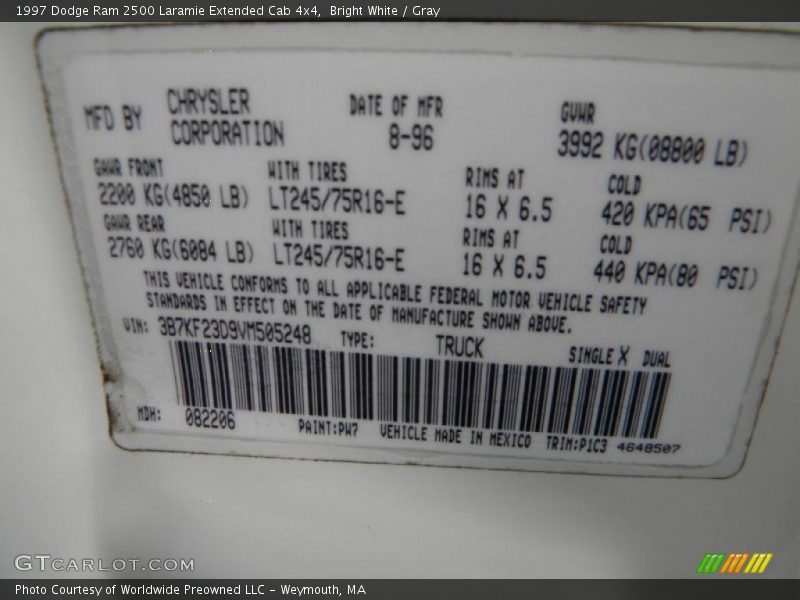 1997 Dodge Ram 2500 Laramie Extended Cab 4x4, Bright White / Gray
MFD BY CHRYSLER CORPORATION DATE OF MFR 8-96 GVWR 3992 KG(08800 LB)
GAWR FRONT WITH TIRES RIMS AT COLD
2200 KG(4850 LB) LT245/75R16-E 16 X 6.5 420 KPA(65 PSI)
GAWR REAR WITH TIRES RIMS AT COLD
2760 KG(6084 LB) LT245/75R16-E 16 X 6.5 440 KPA(80 PSI)
THIS VEHICLE CONFORMS TO ALL APPLICABLE FEDERAL MOTOR VEHICLE SAFETY
STANDARDS IN EFFECT ON THE DATE OF MANUFACTURE SHOWN ABOVE.
VIN: 3B7KF23D9VM505248 TYPE: TRUCK SINGLE X DUAL
MDH: 082206 PAINT:PW7 VEHICLE MADE IN MEXICO TRIM:P1C3 4648507
GTCARLOT.COM
Photo Courtesy of Worldwide Preowned LLC - Weymouth, MA